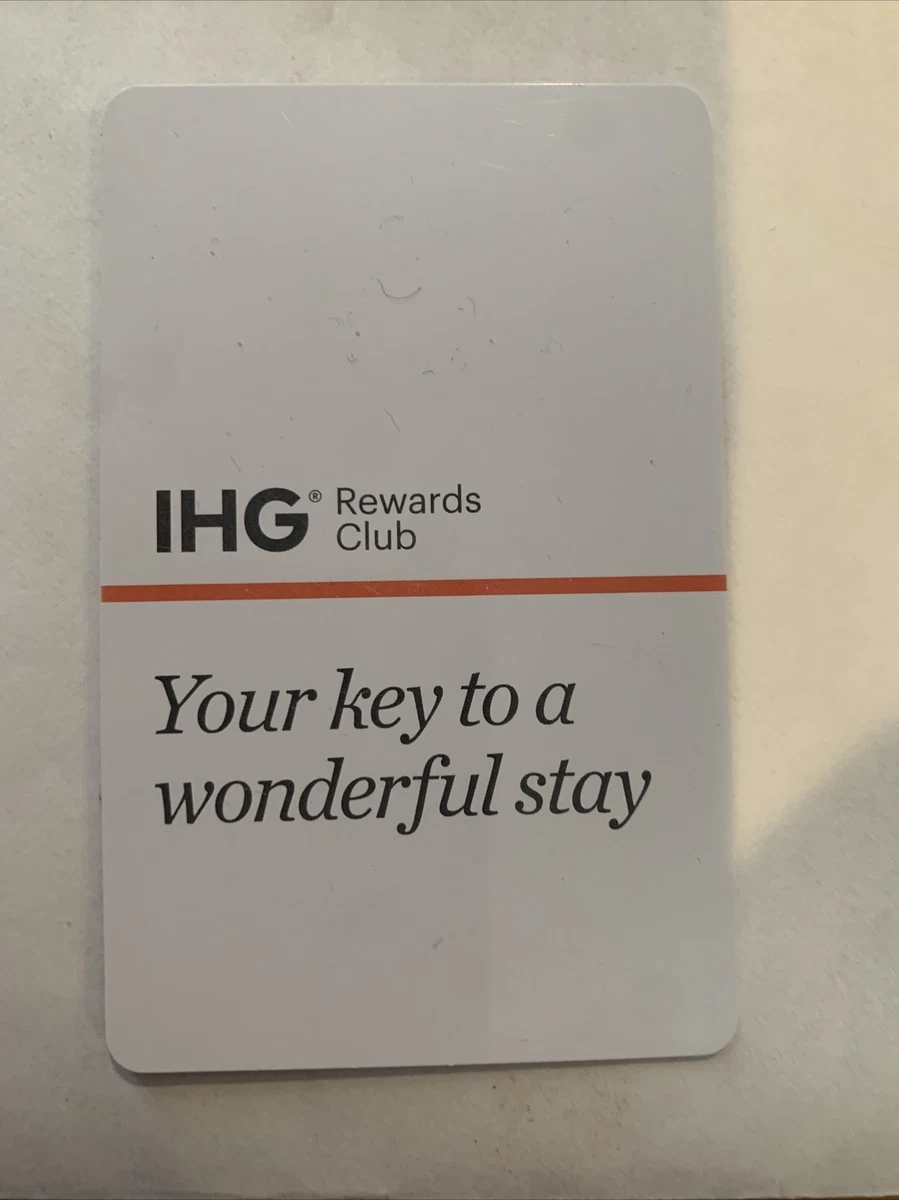 IHG® Rewards
Club
Your key to a
wonderful stay